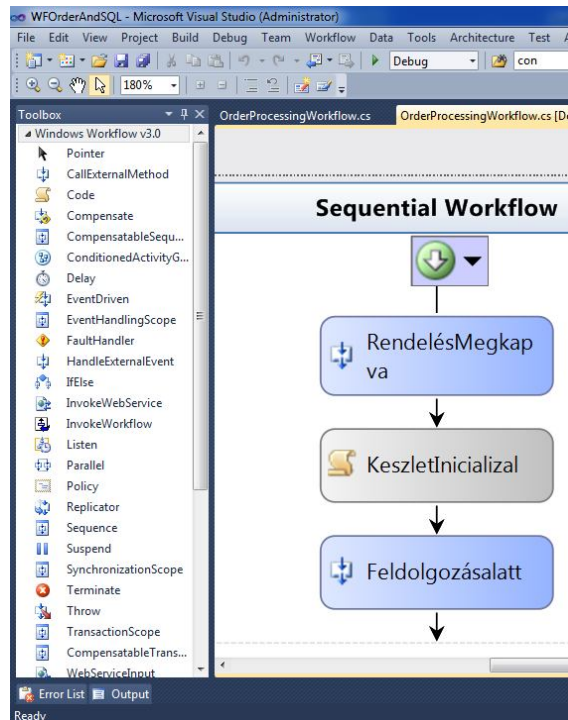 WFOrderAndSQL - Microsoft Visual Studio (Administrator)
File Edit View Project Build Debug Team Workflow Data Tools Architecture Test
Debug con
180%
Toolbox
OrderProcessingWorkflow.cs OrderProcessingWorkflow.cs [D
Windows Workflow v3.0
Pointer
CallExternalMethod
Code
Compensate
CompensatableSequ...
ConditionedActivityG...
Delay
EventDriven
EventHandlingScope
FaultHandler
HandleExternalEvent
IfElse
InvokeWebService
InvokeWorkflow
Listen
Parallel
Policy
Replicator
Sequence
Suspend
SynchronizationScope
Terminate
Throw
TransactionScope
CompensatableTrans...
WebServiceInput
Sequential Workflow
RendelésMegkap
va
KeszletInicializal
Feldolgozásalatt
Error List Output
Ready